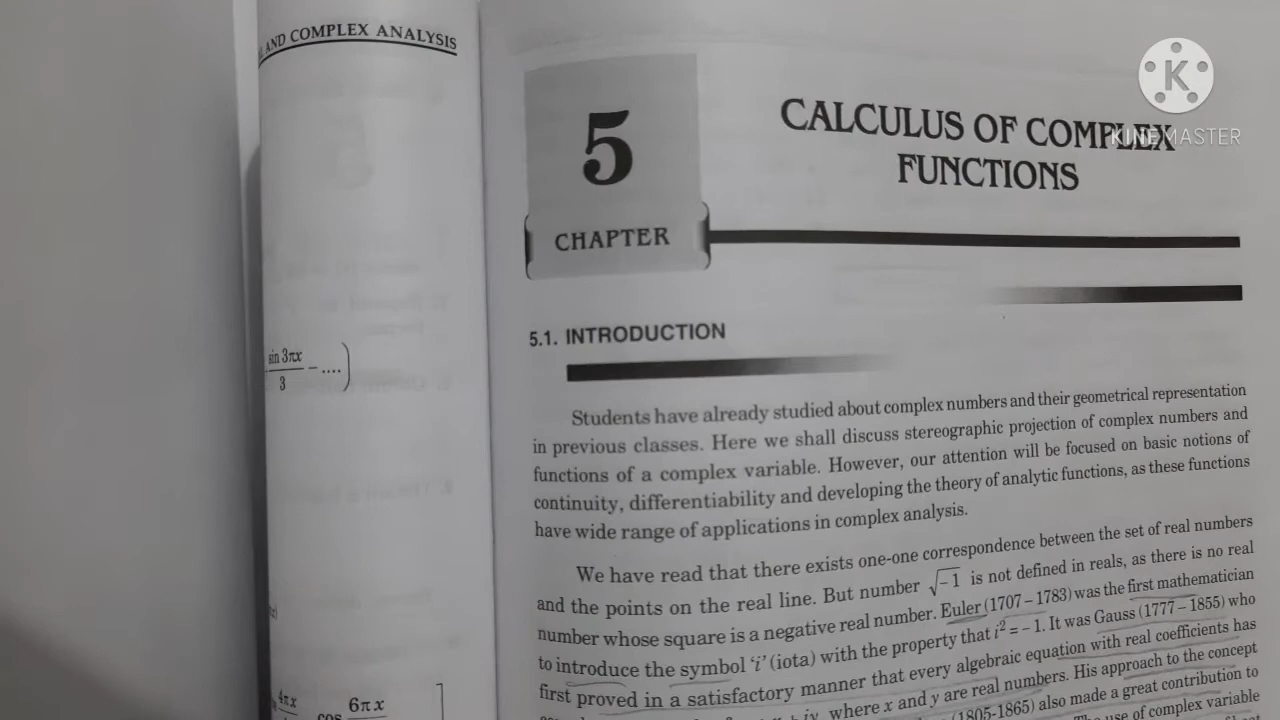 AND COMPLEX ANALYSIS
sin 3πx
3
− ....)
4πx
cos 6πx
K
KINEMASTER
5
CHAPTER
CALCULUS OF COMPLEX
FUNCTIONS
5.1. INTRODUCTION
Students have already studied about complex numbers and their geometrical representation
in previous classes. Here we shall discuss stereographic projection of complex numbers and
functions of a complex variable. However, our attention will be focused on basic notions of
continuity, differentiability and developing the theory of analytic functions, as these functions
have wide range of applications in complex analysis.
We have read that there exists one-one correspondence between the set of real numbers
and the points on the real line. But number √−1 is not defined in reals, as there is no real
number whose square is a negative real number. Euler (1707 – 1783) was the first mathematician
to introduce the symbol ‘i’ (iota) with the property that i² = – 1. It was Gauss (1777 – 1855) who
first proved in a satisfactory manner that every algebraic equation with real coefficients has
+ iy, where x and y are real numbers. His approach to the concept
(1805-1865) also made a great contribution to
use of complex variable